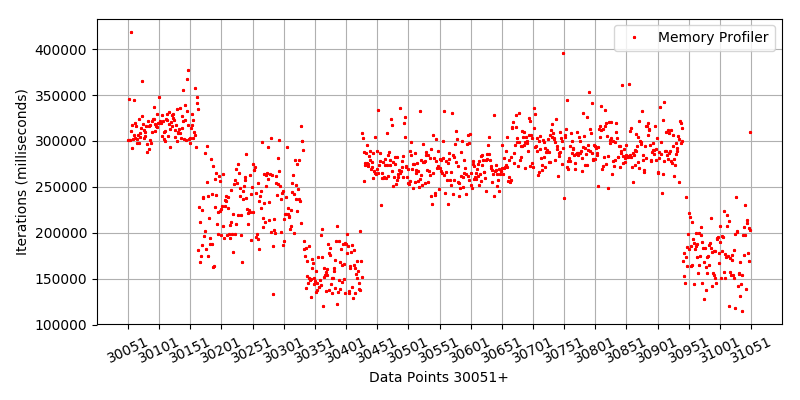 Memory Profiler
Iterations (milliseconds)
400000
350000
300000
250000
200000
150000
100000
30051 30101 30151 30201 30251 30301 30351 30401 30451 30501 30551 30601 30651 30701 30751 30801 30851 30901 30951 31001 31051
Data Points 30051+